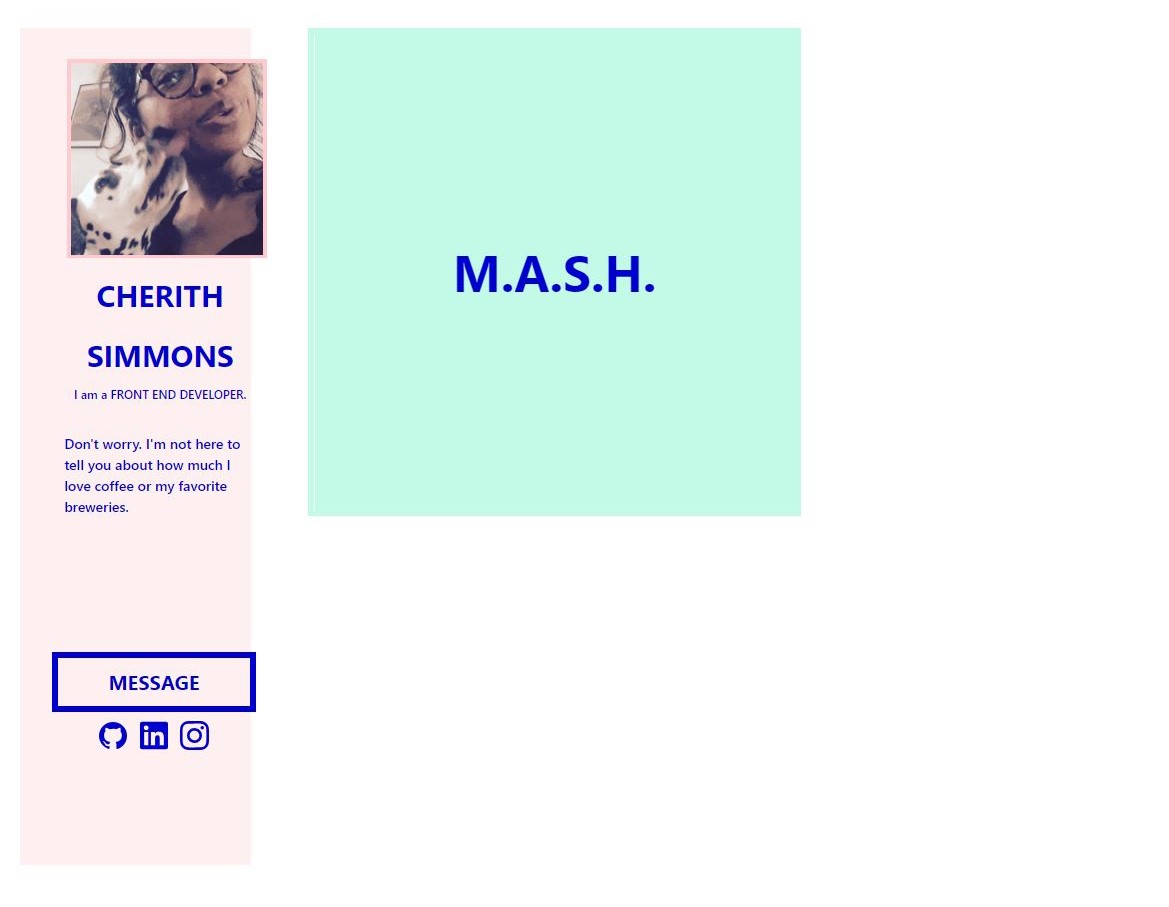 CHERITH
SIMMONS
I am a FRONT END DEVELOPER.
Don't worry. I'm not here to
tell you about how much I
love coffee or my favorite
breweries.
MESSAGE
M.A.S.H.